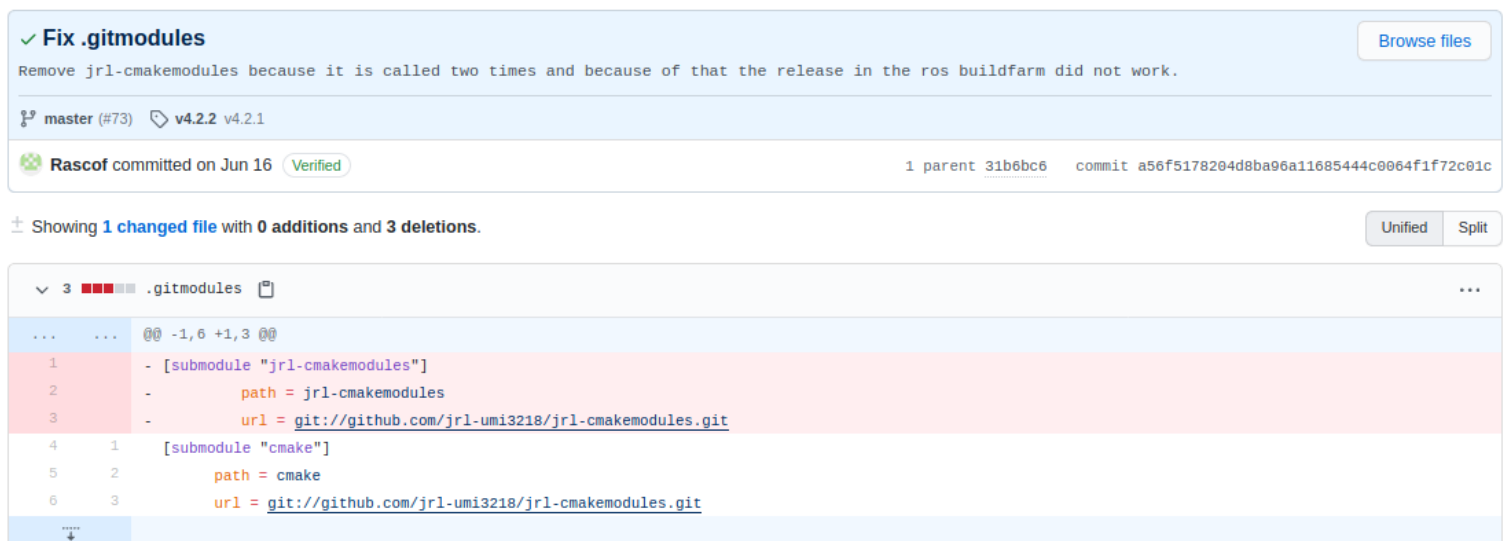 Fix .gitmodules
Browse files
Remove jrl-cmakemodules because it is called two times and because of that the release in the ros buildfarm did not work.
master (#73) v4.2.2 v4.2.1
Rascof committed on Jun 16 Verified
1 parent 31b6bc6 commit a56f5178204d8ba96a11685444c0064f1f72c01c
Showing 1 changed file with 0 additions and 3 deletions.
Unified Split
3 .gitmodules
...
... ... @@ -1,6 +1,3 @@
1 - [submodule "jrl-cmakemodules"]
2 - path = jrl-cmakemodules
3 - url = git://github.com/jrl-umi3218/jrl-cmakemodules.git
4 1 [submodule "cmake"]
5 2 path = cmake
6 3 url = git://github.com/jrl-umi3218/jrl-cmakemodules.git